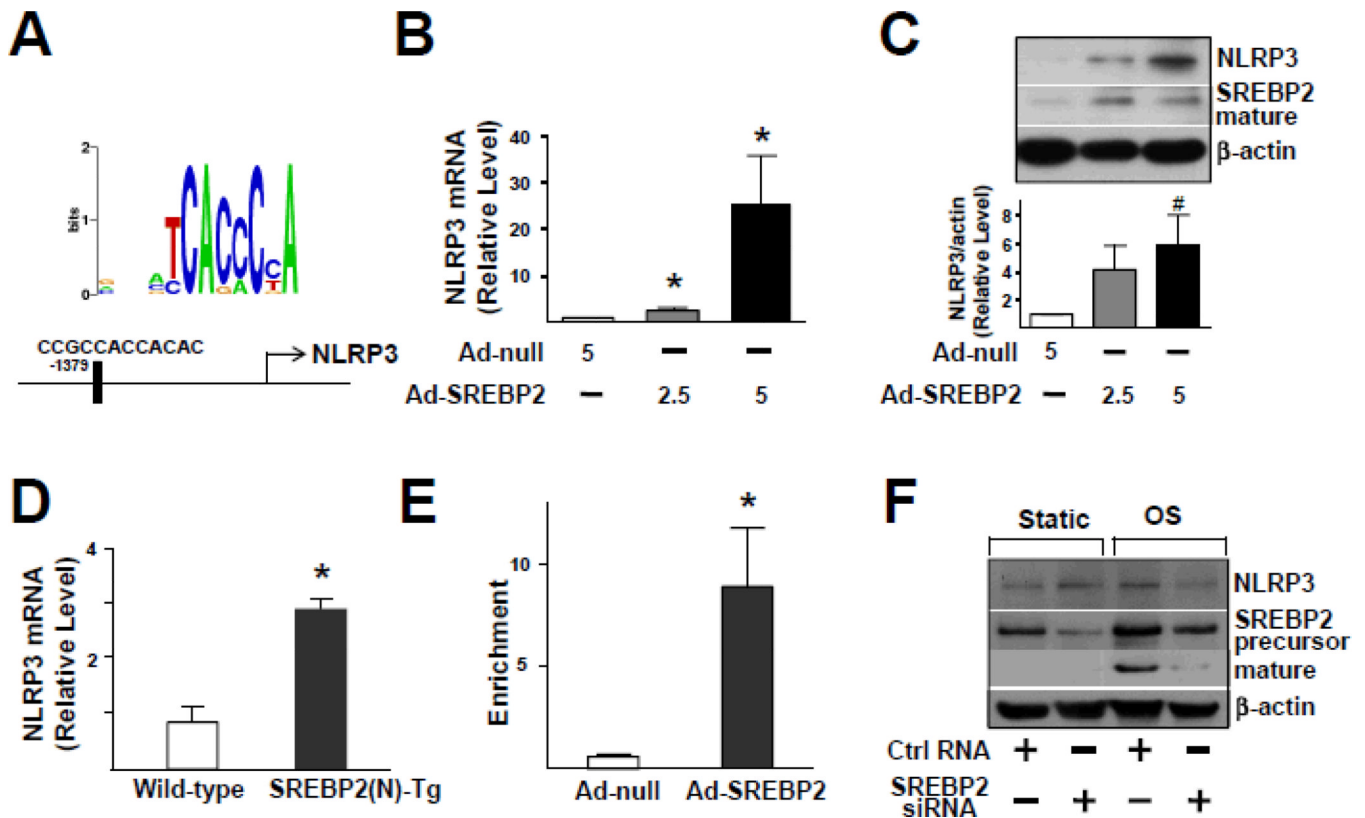 A
2
bits
1
0
TCACCCCA
CCGCCACCACAC
-1379
NLRP3
B
NLRP3 mRNA
(Relative Level)
40
30
20
10
*
*
Ad-null 5 – –
Ad-SREBP2 – 2.5 5
C
NLRP3
SREBP2
mature
β-actin
NLRP3/actin
(Relative Level)
8
6
4
2
#
Ad-null 5 – –
Ad-SREBP2 – 2.5 5
D
NLRP3 mRNA
(Relative Level)
4
2
*
Wild-type SREBP2(N)-Tg
E
Enrichment
10
5
*
Ad-null Ad-SREBP2
F
Static OS
NLRP3
SREBP2
precursor
mature
β-actin
Ctrl RNA + – + –
SREBP2
siRNA – + – +